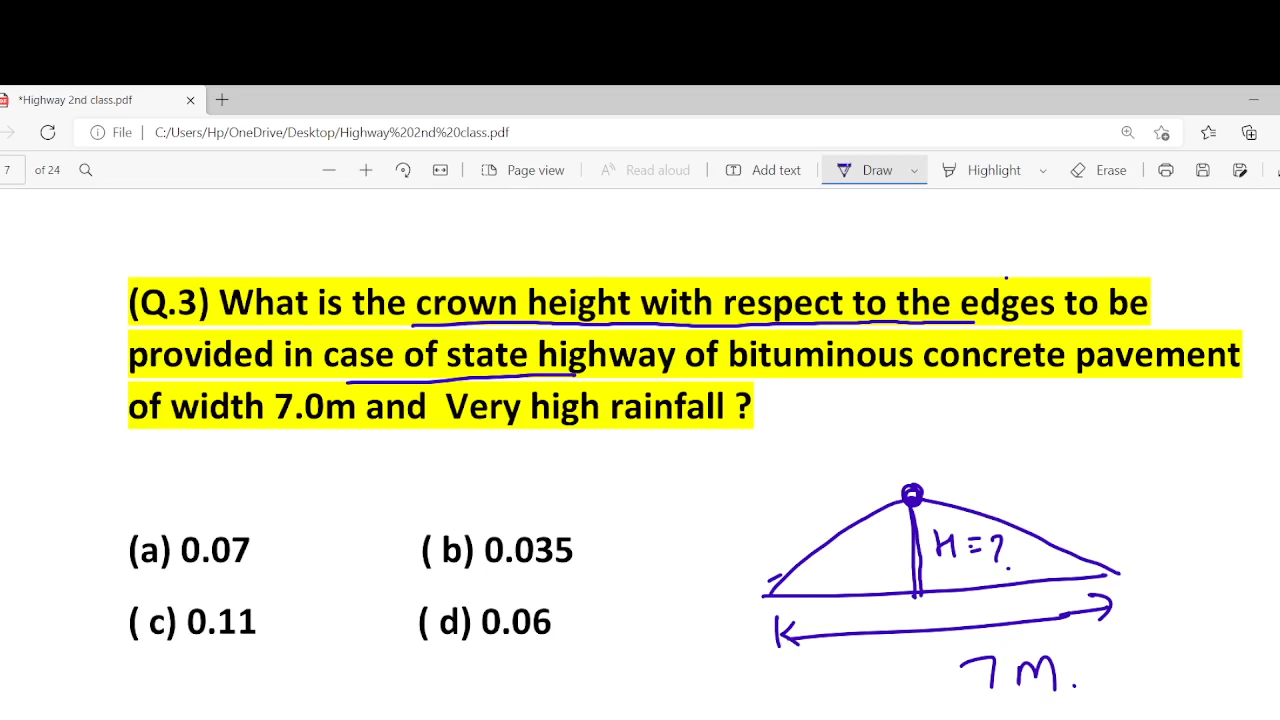 *Highway 2nd class.pdf
File | C:/Users/Hp/OneDrive/Desktop/Highway%202nd%20class.pdf
7 of 24 Page view Read aloud Add text Draw Highlight Erase
(Q.3) What is the crown height with respect to the edges to be
provided in case of state highway of bituminous concrete pavement
of width 7.0m and Very high rainfall ?
(a) 0.07 ( b) 0.035
H = ?
( c) 0.11 ( d) 0.06
7 M.